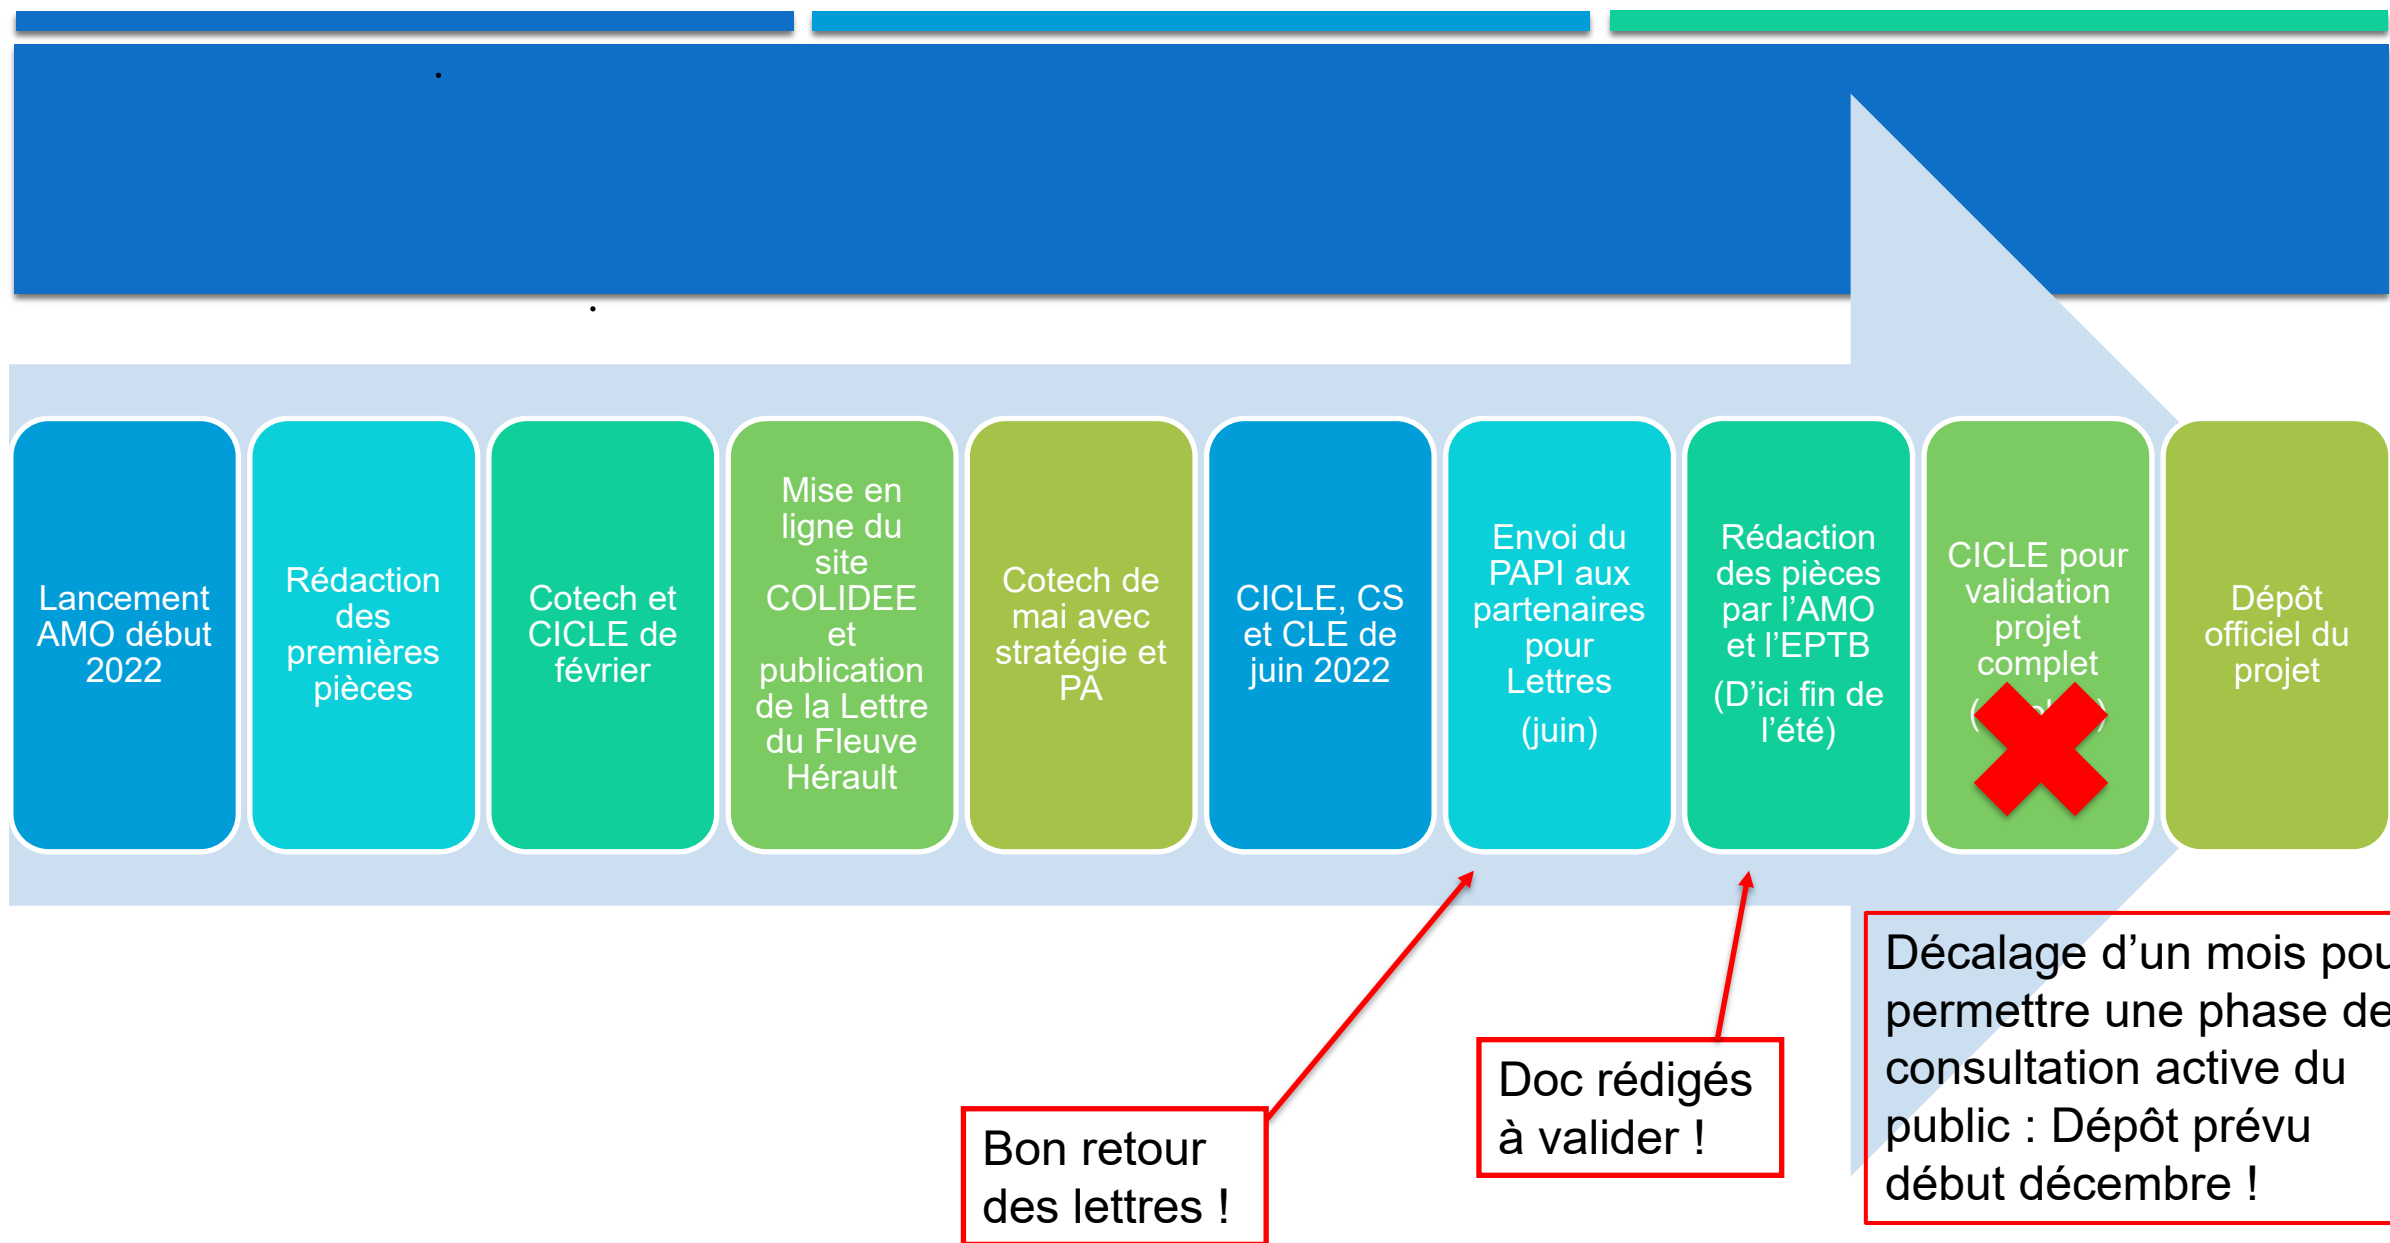 Lancement
AMO début
2022
Rédaction
des
premières
pièces
Cotech et
CICLE de
février
Mise en
ligne du
site
COLIDEE
et
publication
de la Lettre
du Fleuve
Hérault
Cotech de
mai avec
stratégie et
PA
CICLE, CS
et CLE de
juin 2022
Envoi du
PAPI aux
partenaires
pour
Lettres
(juin)
Rédaction
des pièces
par l’AMO
et l’EPTB
(D’ici fin de
l’été)
CICLE pour
validation
projet
complet
Dépôt
officiel du
projet
Bon retour
des lettres !
Doc rédigés
à valider !
Décalage d’un mois pou
permettre une phase de
consultation active du
public : Dépôt prévu
début décembre !